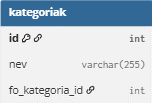 kategoriak
id int
nev varchar(255)
fo_kategoria_id int